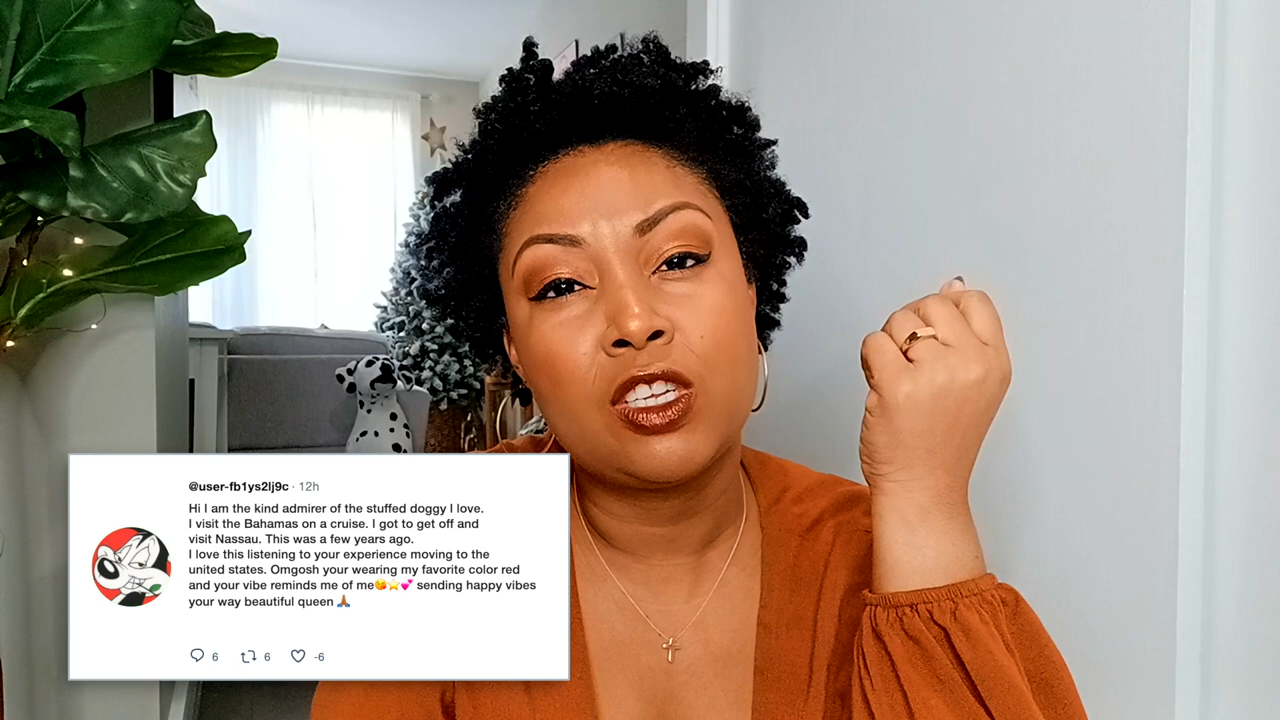 @user-fb1ys2lj9c · 12h
Hi I am the kind admirer of the stuffed doggy I love.
I visit the Bahamas on a cruise. I got to get off and
visit Nassau. This was a few years ago.
I love this listening to your experience moving to the
united states. Omgosh your wearing my favorite color red
and your vibe reminds me of me😘⭐💕 sending happy vibes
your way beautiful queen 🙏🏽
6 6 -6